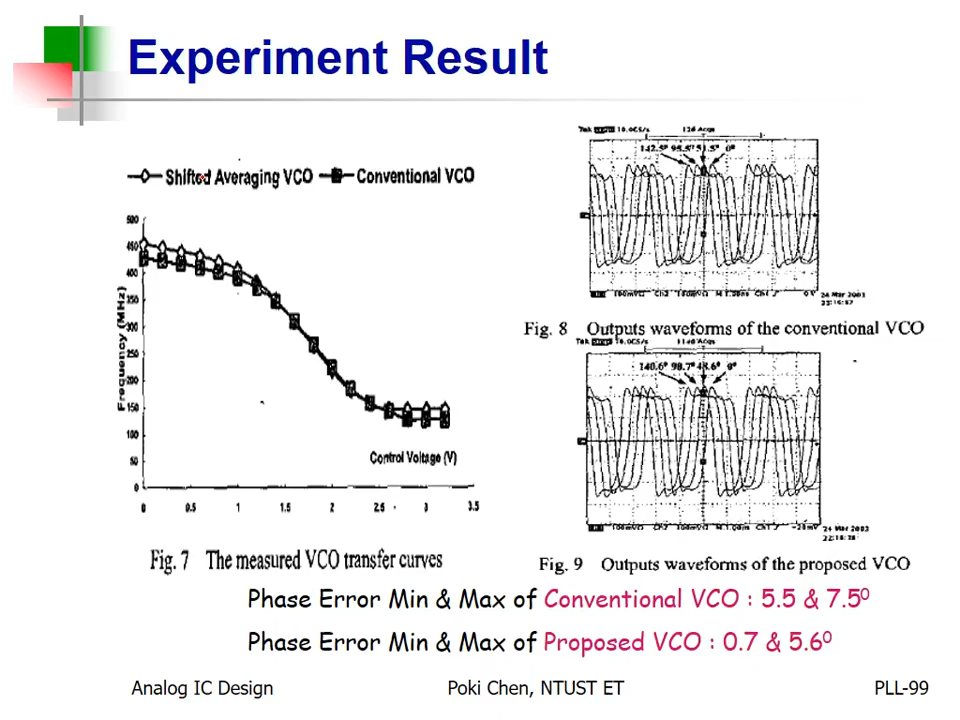 Experiment Result
Shifted Averaging VCO Conventional VCO
500
450
400
350
300
200
150
100
50
0
Frequency (MHz)
Control Voltage (V)
0 0.5 1 1.5 2 2.5 3 3.5
Fig. 7 The measured VCO transfer curves
142.5° 95.5° 51.5° 0°
Fig. 8 Outputs waveforms of the conventional VCO
140.6° 98.7° 0°
Fig. 9 Outputs waveforms of the proposed VCO
Phase Error Min & Max of Conventional VCO : 5.5 & 7.5⁰
Phase Error Min & Max of Proposed VCO : 0.7 & 5.6⁰
Analog IC Design Poki Chen, NTUST ET PLL-99